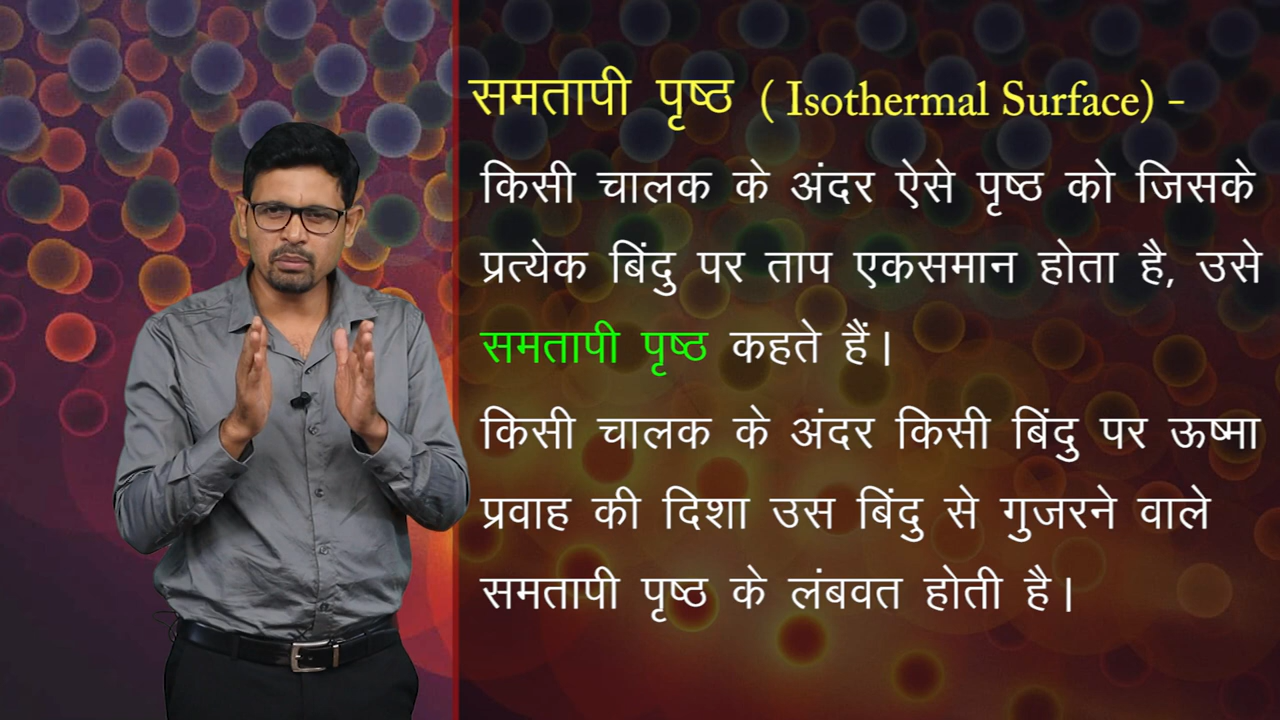 समतापी पृष्ठ ( Isothermal Surface) -
किसी चालक के अंदर ऐसे पृष्ठ को जिसके
प्रत्येक बिंदु पर ताप एकसमान होता है, उसे
समतापी पृष्ठ कहते हैं।
किसी चालक के अंदर किसी बिंदु पर ऊष्मा
प्रवाह की दिशा उस बिंदु से गुजरने वाले
समतापी पृष्ठ के लंबवत होती है।